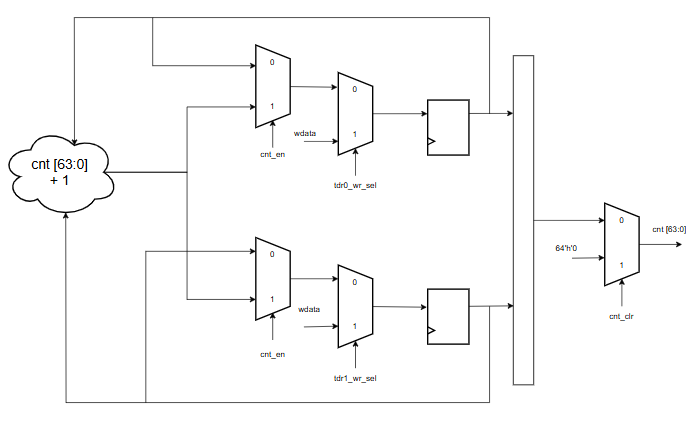 0
1
cnt_en
wdata
0
1
tdr0_wr_sel
cnt [63:0]
+ 1
0
1
cnt_en
wdata
0
1
tdr1_wr_sel
0
64'h'0
1
cnt_clr
cnt [63:0]